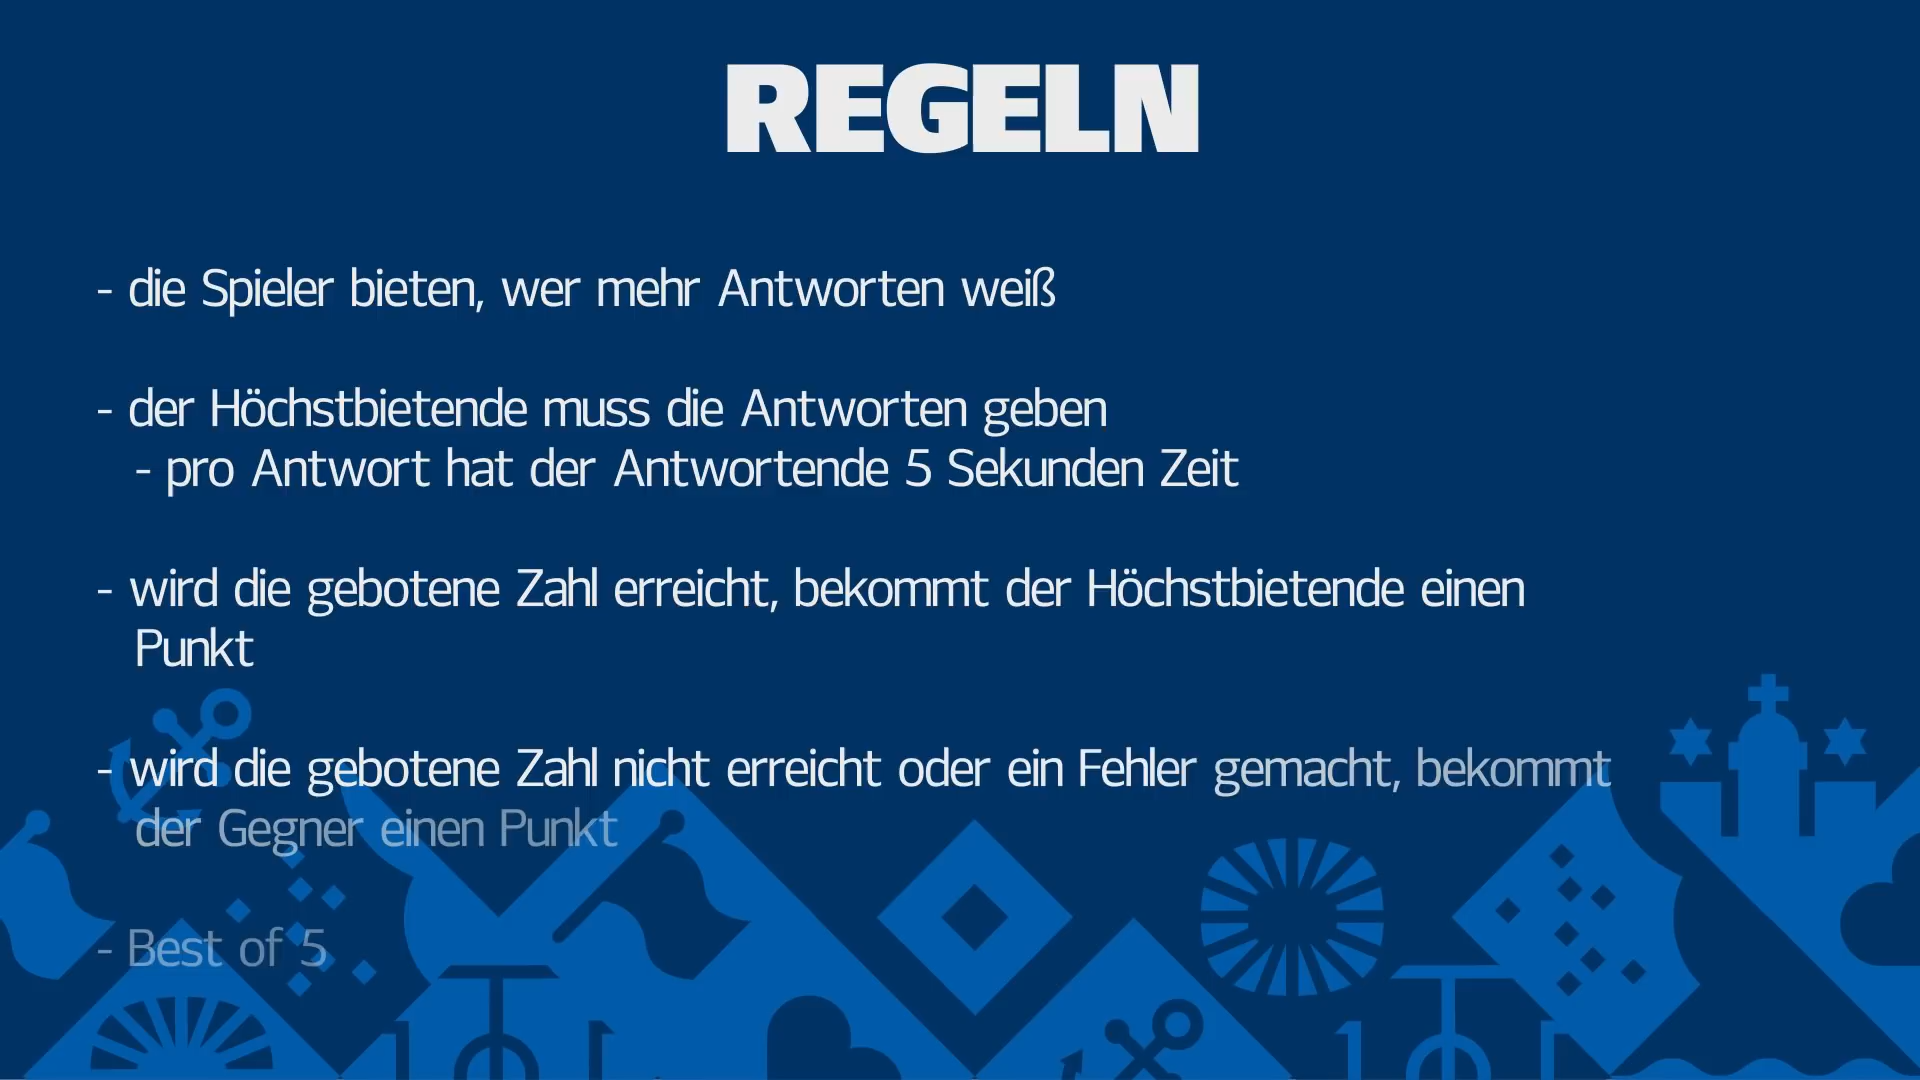 REGELN
- die Spieler bieten, wer mehr Antworten weiß
- der Höchstbietende muss die Antworten geben
- pro Antwort hat der Antwortende 5 Sekunden Zeit
- wird die gebotene Zahl erreicht, bekommt der Höchstbietende einen
Punkt
- wird die gebotene Zahl nicht erreicht oder ein Fehler gemacht, bekommt
der Gegner einen Punkt
- Best of 5